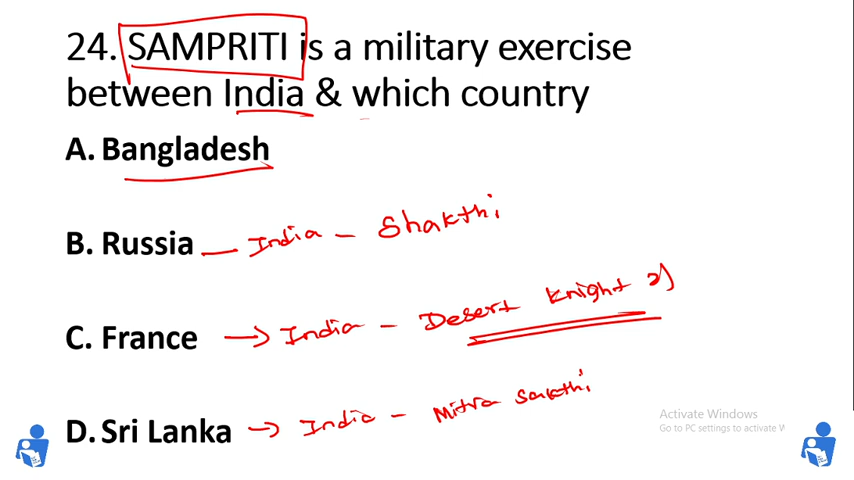 24. SAMPRITI is a military exercise
between India & which country
A. Bangladesh
B. Russia - India - Shakthi
C. France → India - Desert Knight 21
D. Sri Lanka → India - Mitra Sakthi
Activate Windows
Go to PC settings to activate W